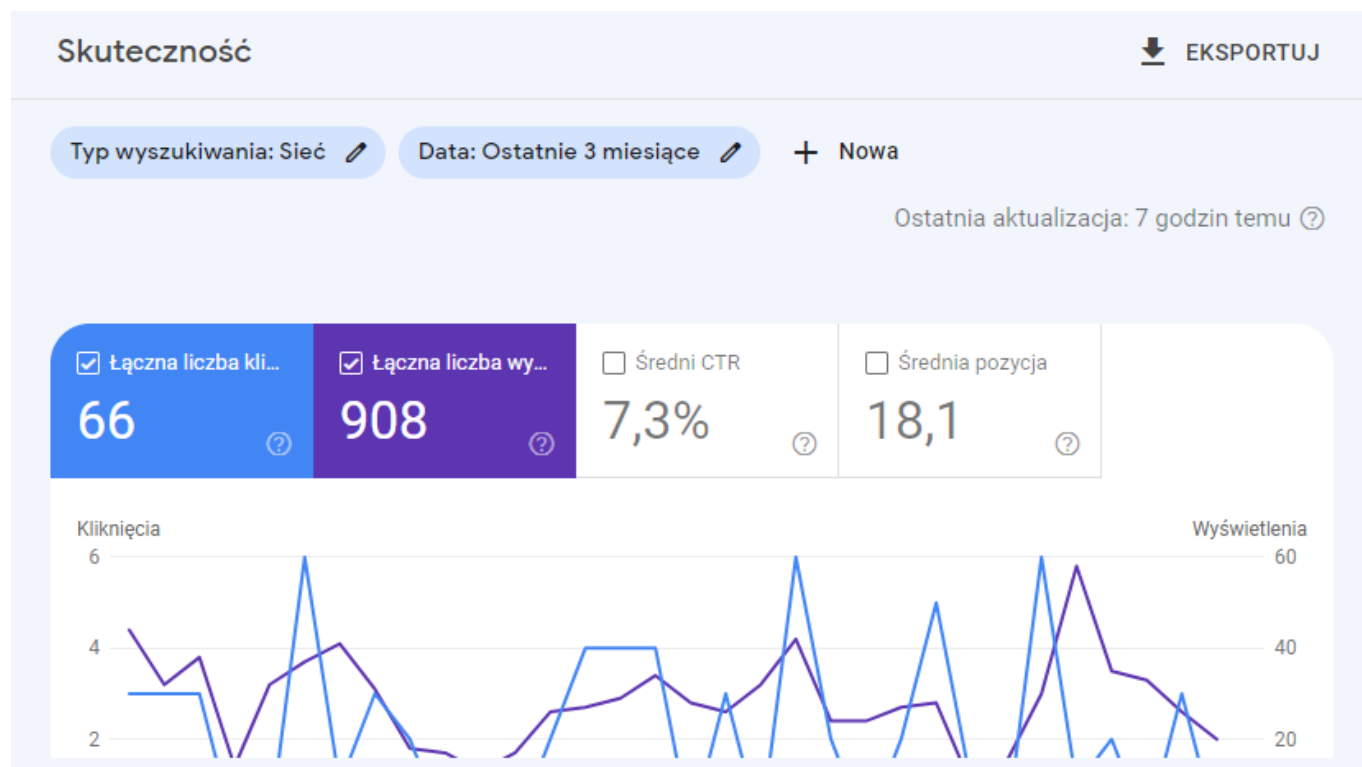 Skuteczność
EKSPORTUJ
Typ wyszukiwania: Sieć
Data: Ostatnie 3 miesiące
+ Nowa
Ostatnia aktualizacja: 7 godzin temu
Łączna liczba kli...
Łączna liczba wy...
Średni CTR
Średnia pozycja
66
908
7,3%
18,1
Kliknięcia
Wyświetlenia
6
60
4
40
2
20